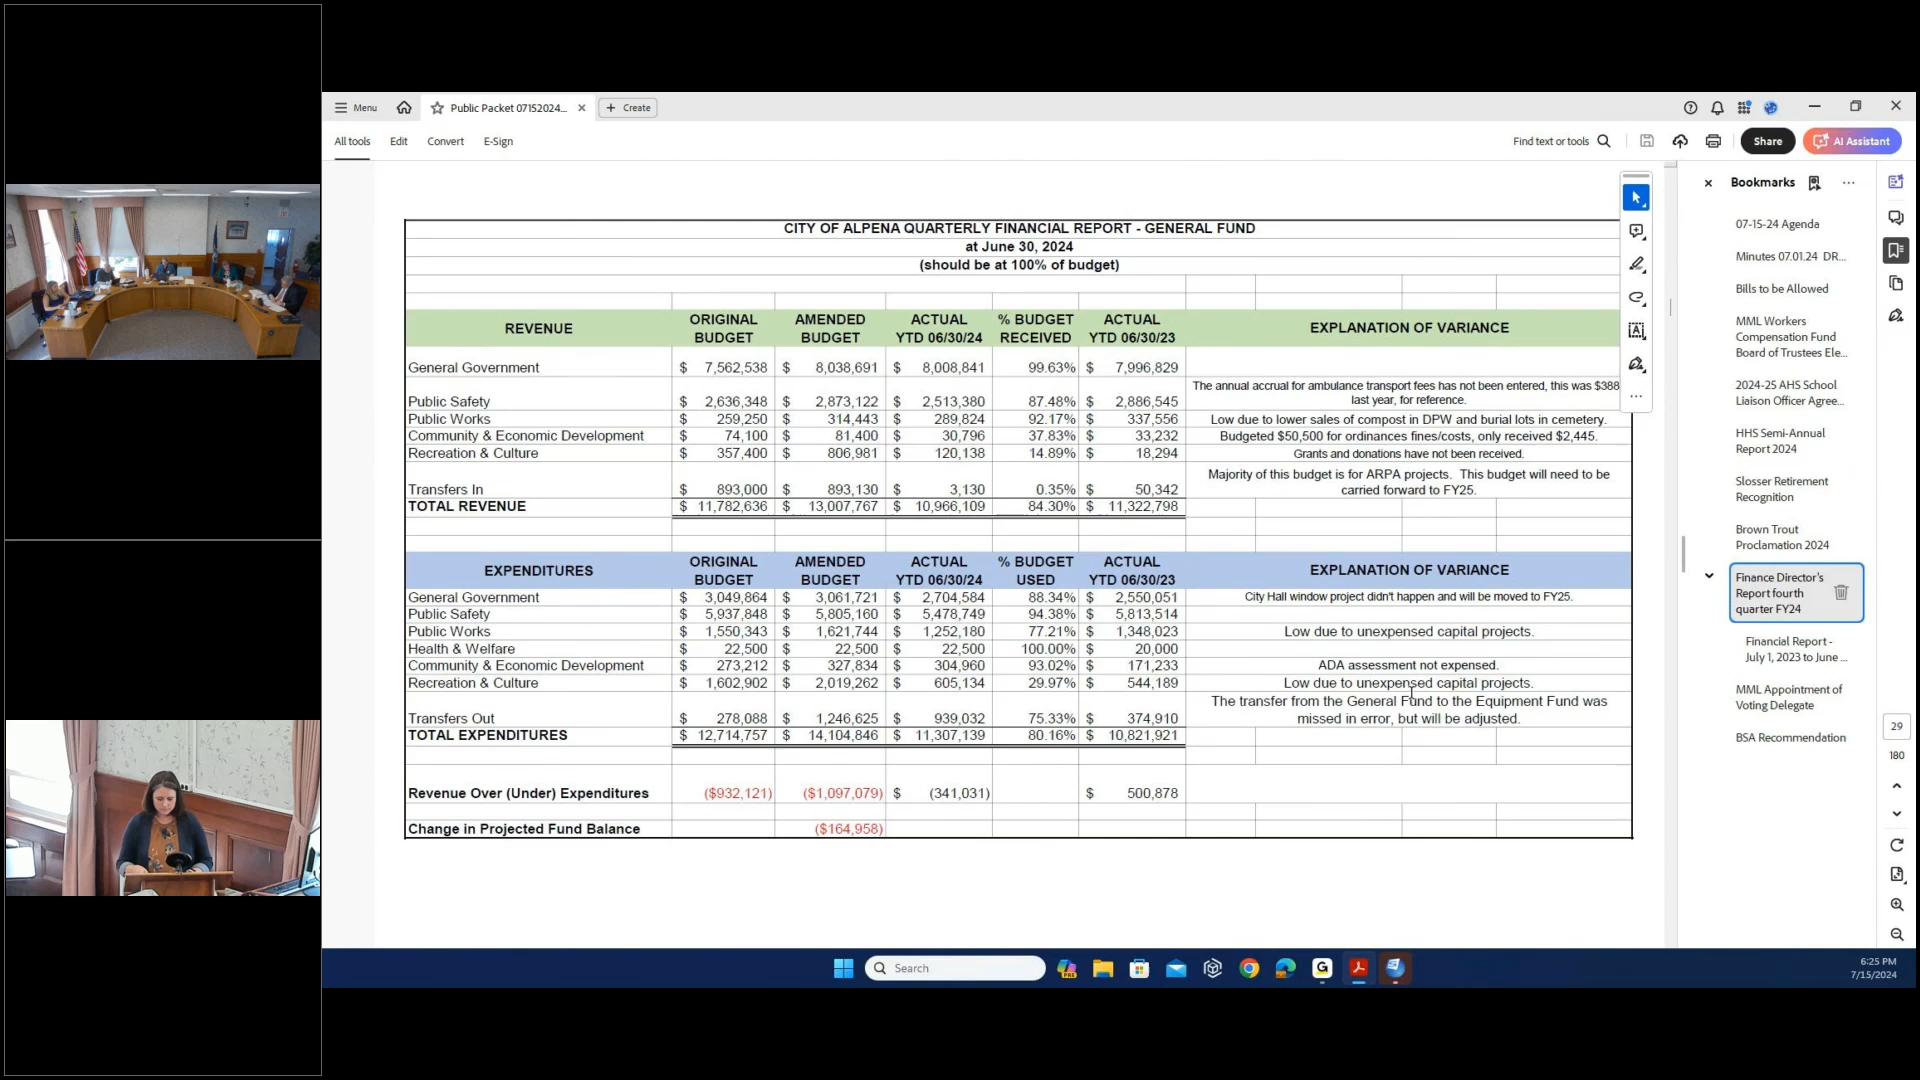 Menu
Public Packet 07152024...
Create
All tools
Edit
Convert
E-Sign
Find text or tools
Share
AI Assistant
CITY OF ALPENA QUARTERLY FINANCIAL REPORT - GENERAL FUND
at June 30, 2024
(should be at 100% of budget)
REVENUE ORIGINAL BUDGET AMENDED BUDGET ACTUAL YTD 06/30/24 % BUDGET RECEIVED ACTUAL YTD 06/30/23 EXPLANATION OF VARIANCE
General Government $ 7,562,538 $ 8,038,691 $ 8,008,841 99.63% $ 7,996,829
Public Safety $ 2,636,348 $ 2,873,122 $ 2,513,380 87.48% $ 2,886,545 The annual accrual for ambulance transport fees has not been entered, this was $388 last year, for reference.
Public Works $ 259,250 $ 314,443 $ 289,824 92.17% $ 337,556 Low due to lower sales of compost in DPW and burial lots in cemetery.
Community & Economic Development $ 74,100 $ 81,400 $ 30,796 37.83% $ 33,232 Budgeted $50,500 for ordinances fines/costs, only received $2,445.
Recreation & Culture $ 357,400 $ 806,981 $ 120,138 14.89% $ 18,294 Grants and donations have not been received.
Transfers In $ 893,000 $ 893,130 $ 3,130 0.35% $ 50,342 Majority of this budget is for ARPA projects. This budget will need to be carried forward to FY25.
TOTAL REVENUE $ 11,782,636 $ 13,007,767 $ 10,966,109 84.30% $ 11,322,798
EXPENDITURES ORIGINAL BUDGET AMENDED BUDGET ACTUAL YTD 06/30/24 % BUDGET USED ACTUAL YTD 06/30/23 EXPLANATION OF VARIANCE
General Government $ 3,049,864 $ 3,061,721 $ 2,704,584 88.34% $ 2,550,051 City Hall window project didn't happen and will be moved to FY25.
Public Safety $ 5,937,848 $ 5,805,160 $ 5,478,749 94.38% $ 5,813,514
Public Works $ 1,550,343 $ 1,621,744 $ 1,252,180 77.21% $ 1,348,023 Low due to unexpensed capital projects.
Health & Welfare $ 22,500 $ 22,500 $ 22,500 100.00% $ 20,000
Community & Economic Development $ 273,212 $ 327,834 $ 304,960 93.02% $ 171,233 ADA assessment not expensed.
Recreation & Culture $ 1,602,902 $ 2,019,262 $ 605,134 29.97% $ 544,189 Low due to unexpensed capital projects.
Transfers Out $ 278,088 $ 1,246,625 $ 939,032 75.33% $ 374,910 The transfer from the General Fund to the Equipment Fund was missed in error, but will be adjusted.
TOTAL EXPENDITURES $ 12,714,757 $ 14,104,846 $ 11,307,139 80.16% $ 10,821,921
Revenue Over (Under) Expenditures ($932,121) ($1,097,079) $ (341,031) $ 500,878
Change in Projected Fund Balance ($164,958)
Bookmarks
07-15-24 Agenda
Minutes 07.01.24 DR...
Bills to be Allowed
MML Workers
Compensation Fund
Board of Trustees Ele...
2024-25 AHS School
Liaison Officer Agree...
HHS Semi-Annual
Report 2024
Slosser Retirement
Recognition
Brown Trout
Proclamation 2024
Finance Director's
Report fourth
quarter FY24
Financial Report -
July 1, 2023 to June ...
MML Appointment of
Voting Delegate
BSA Recommendation
29
180
Search
6:25 PM
7/15/2024